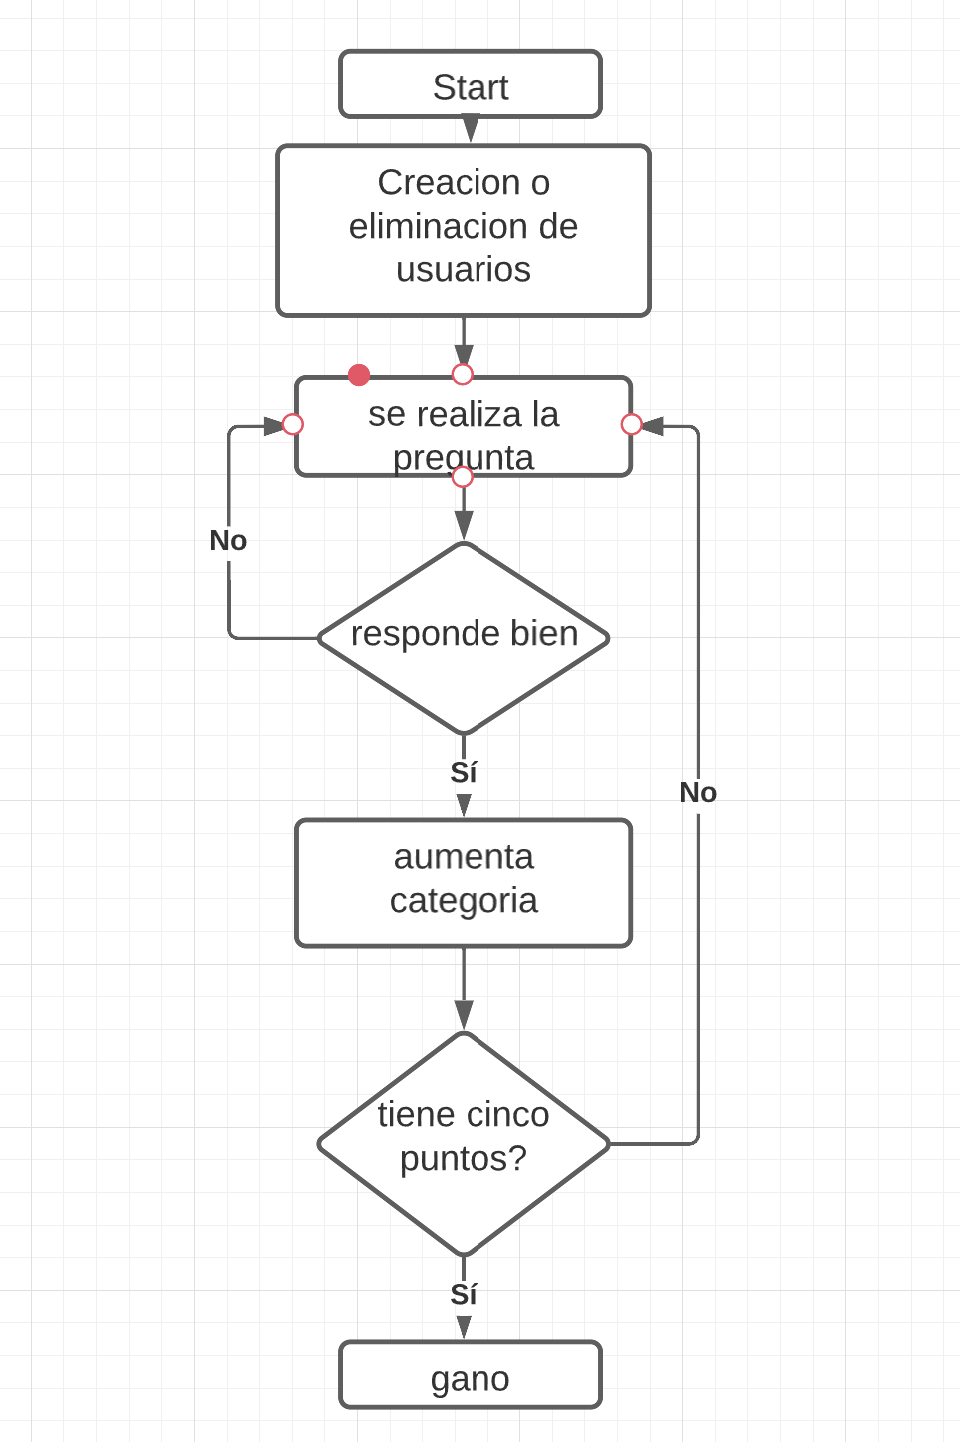 Start
Creacion o
eliminacion de
usuarios
se realiza la
pregunta
No
responde bien
Sí
No
aumenta
categoria
tiene cinco
puntos?
Sí
gano